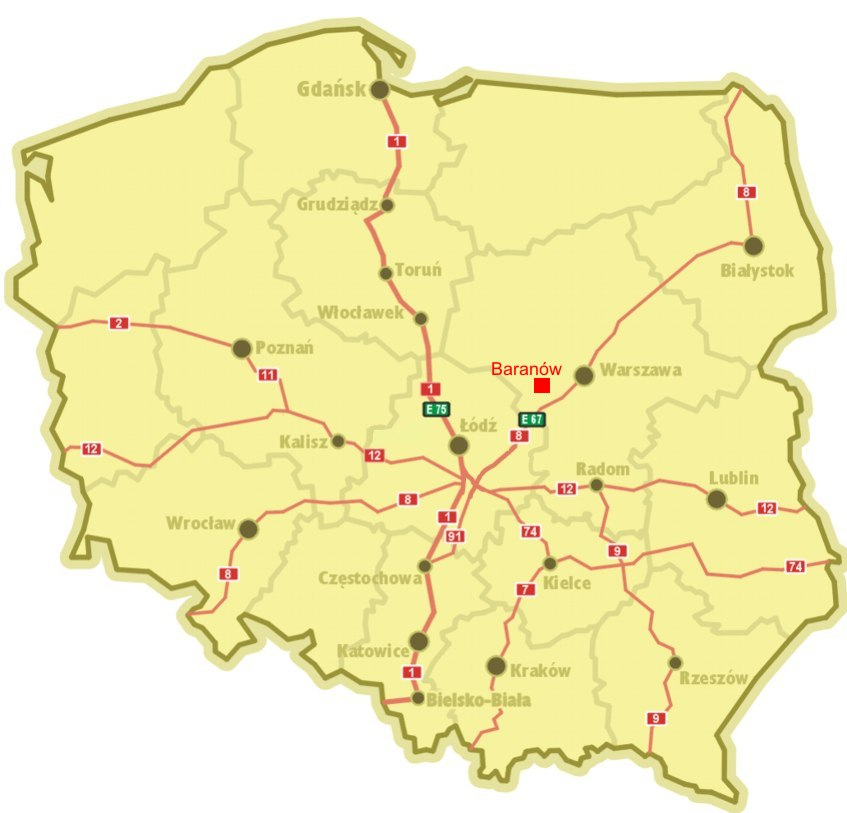 Gdańsk
1
Grudziądz
8
Białystok
Toruń
Włocławek
2
Poznań
11
Baranów
Warszawa
1
E 75
E 67
8
Łódź
12
Kalisz
12
Radom
12
Lublin
12
8
Wrocław
1
91
74
9
74
8
Częstochowa
7
Kielce
Katowice
1
Kraków
Rzeszów
Bielsko-Biała
9